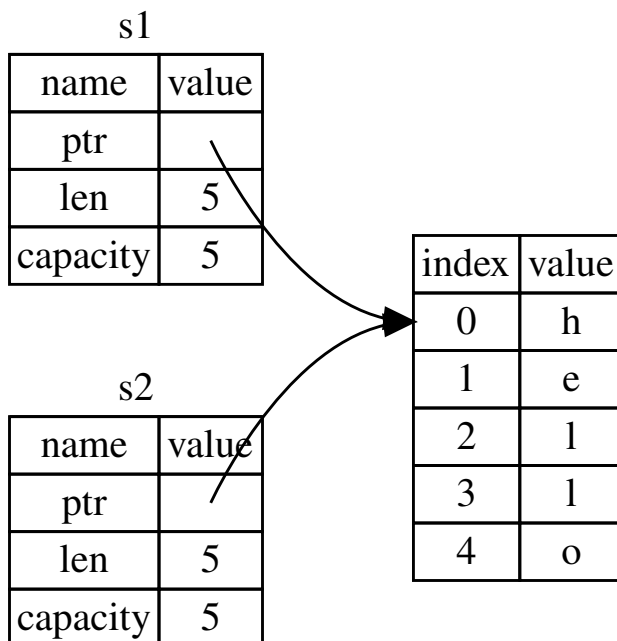 s1
name value
ptr
len 5
capacity 5
s2
name value
ptr
len 5
capacity 5
index value
0 h
1 e
2 l
3 l
4 o